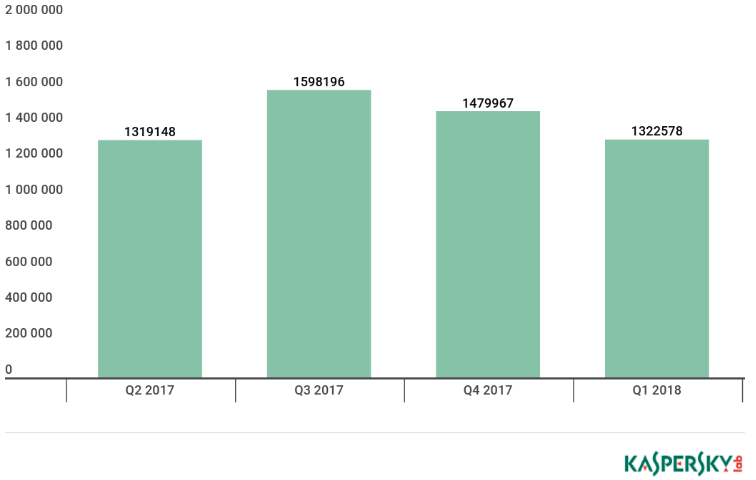 2 000 000
1 800 000
1 600 000
1 400 000
1 200 000
1 000 000
800 000
600 000
400 000
200 000
0
1319148
1598196
1479967
1322578
Q2 2017
Q3 2017
Q4 2017
Q1 2018
KASPERSKY lab